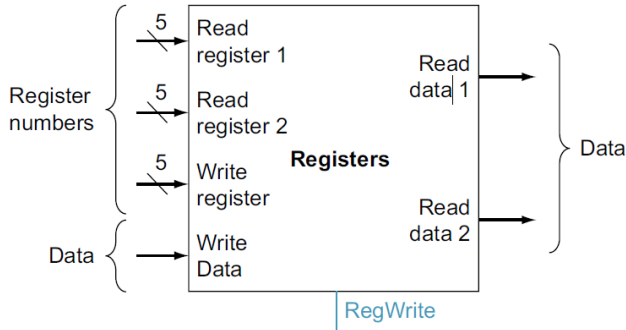 5
Read
register 1
5
Read
register 2
5
Write
register
Write
Data
Register
numbers
Data
Registers
Read
data 1
Read
data 2
Data
RegWrite